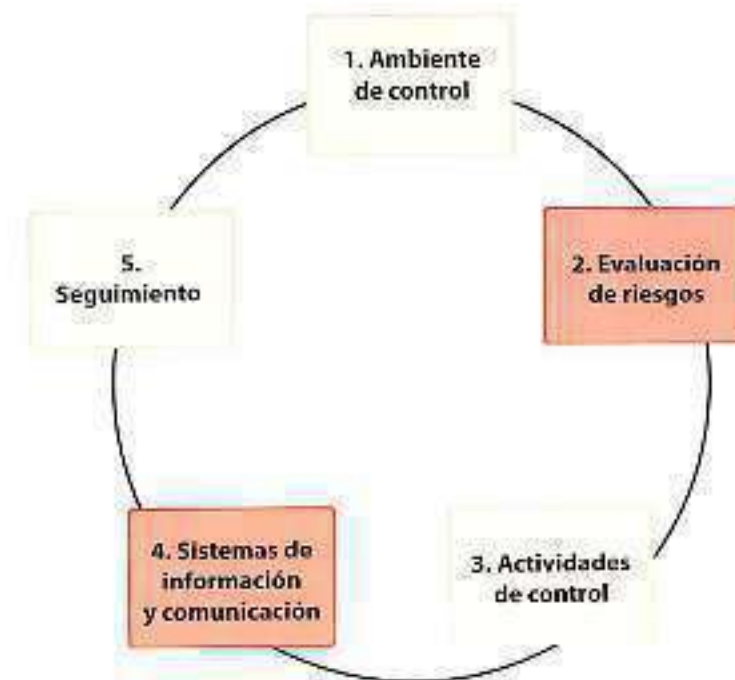 1. Ambiente
de control
2. Evaluación
de riesgos
3. Actividades
de control
4. Sistemas de
información
y comunicación
5.
Seguimiento